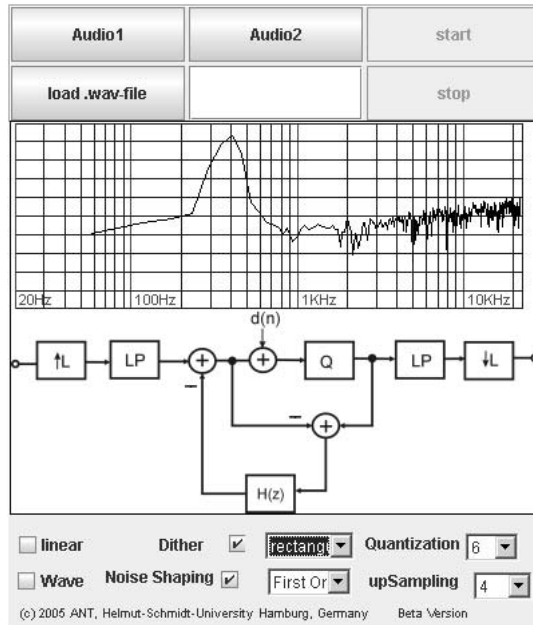 Audio1 Audio2 start
load .wav-file stop
20Hz 100Hz 1KHz 10KHz
d(n)
↑L LP + + Q LP ↓L
− − +
H(z)
linear Dither rectang Quantization 6
Wave Noise Shaping First Or upSampling 4
(c) 2005 ANT, Helmut-Schmidt-University Hamburg, Germany Beta Version